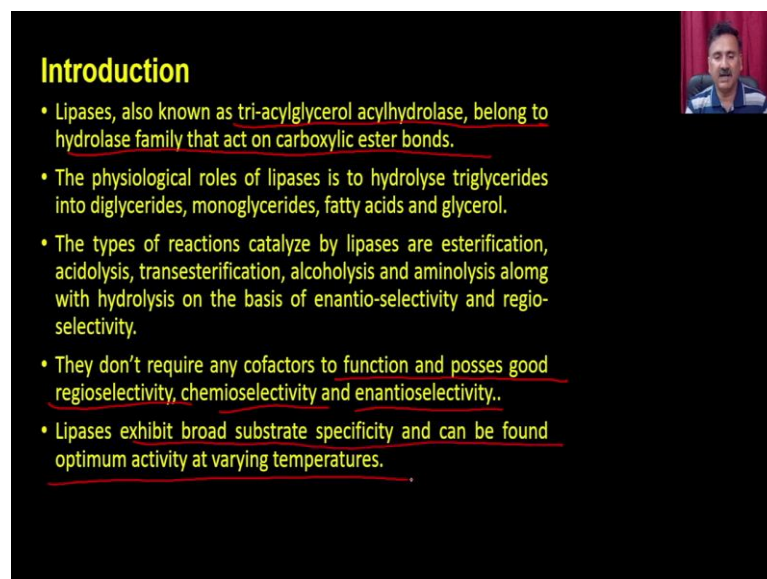 Introduction
• Lipases, also known as tri-acylglycerol acylhydrolase, belong to
hydrolase family that act on carboxylic ester bonds.
• The physiological roles of lipases is to hydrolyse triglycerides
into diglycerides, monoglycerides, fatty acids and glycerol.
• The types of reactions catalyze by lipases are esterification,
acidolysis, transesterification, alcoholysis and aminolysis alomg
with hydrolysis on the basis of enantio-selectivity and regio-
selectivity.
• They don't require any cofactors to function and posses good
regioselectivity, chemioselectivity and enantioselectivity..
• Lipases exhibit broad substrate specificity and can be found
optimum activity at varying temperatures.